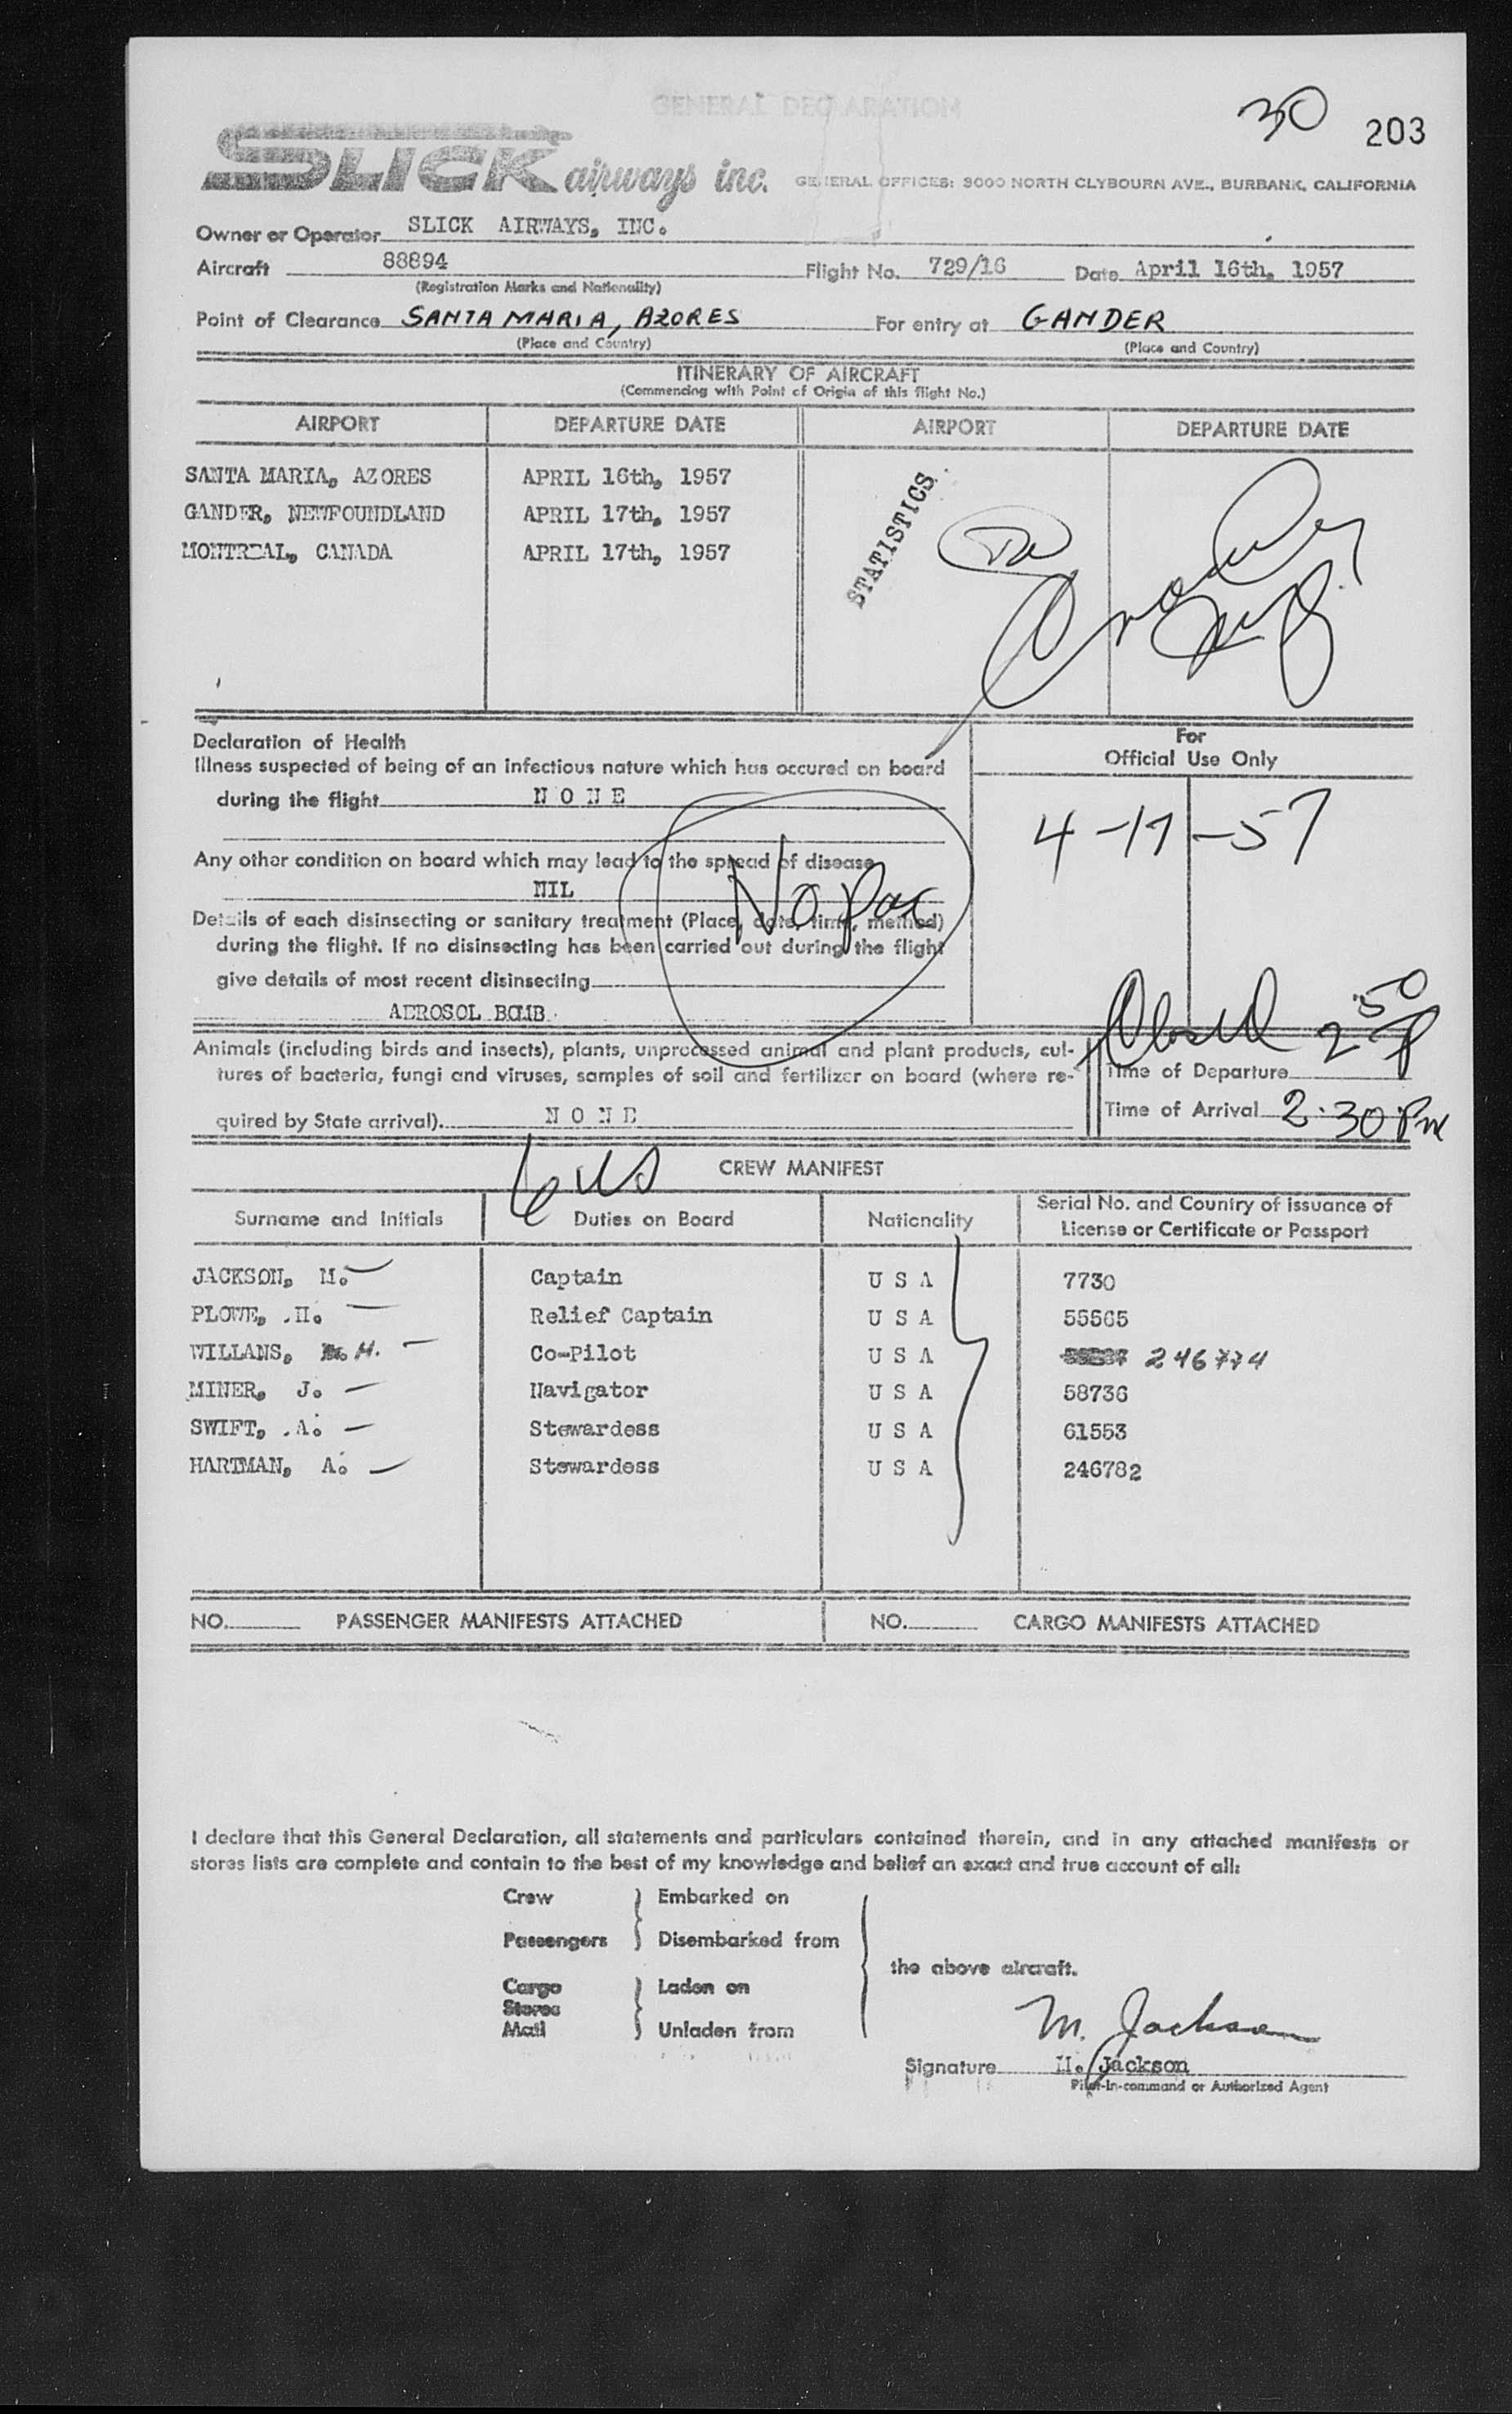 GENERAL DECLARATION
30 203
SLICK airways inc. GENERAL OFFICES: 3000 NORTH CLYBOURN AVE., BURBANK, CALIFORNIA
Owner or Operator SLICK AIRWAYS, INC.
Aircraft 88894 Flight No. 729/16 Date April 16th, 1957
(Registration Marks and Nationality)
Point of Clearance SANTA MARIA, AZORES For entry at GANDER
(Place and Country) (Place and Country)
ITINERARY OF AIRCRAFT
(Commencing with Point of Origin of this flight No.)
AIRPORT DEPARTURE DATE AIRPORT DEPARTURE DATE
SANTA MARIA, AZORES APRIL 16th, 1957
GANDER, NEWFOUNDLAND APRIL 17th, 1957
MONTREAL, CANADA APRIL 17th, 1957
STATISTICS
Declaration of Health
Illness suspected of being of an infectious nature which has occured on board
during the flight N O N E
For
Official Use Only
4-17-57
Any other condition on board which may lead to the spread of disease
NIL
No pax
Details of each disinsecting or sanitary treatment (Place, date, time, method)
during the flight. If no disinsecting has been carried out during the flight
give details of most recent disinsecting
AEROSOL BOMB
Animals (including birds and insects), plants, unprocessed animal and plant products, cul-
tures of bacteria, fungi and viruses, samples of soil and fertilizer on board (where re-
quired by State arrival). N O N E
2 50 P
Time of Departure
Time of Arrival 2.30 Pm
6 US
CREW MANIFEST
Surname and Initials Duties on Board Nationality Serial No. and Country of issuance of
License or Certificate or Passport
JACKSON, M. Captain U S A 7730
PLOWE, .H. Relief Captain U S A 55565
WILLANS, H. Co-Pilot U S A 246774
MINER, J. Navigator U S A 58736
SWIFT, .A. Stewardess U S A 61553
HARTMAN, A. Stewardess U S A 246782
NO. PASSENGER MANIFESTS ATTACHED NO. CARGO MANIFESTS ATTACHED
I declare that this General Declaration, all statements and particulars contained therein, and in any attached manifests or
stores lists are complete and contain to the best of my knowledge and belief an exact and true account of all:
Crew Embarked on
Passengers Disembarked from
the above aircraft.
Cargo Laden on
Stores
Mail Unladen from
M. Jackson
Signature M. Jackson
Pilot-in-command or Authorized Agent